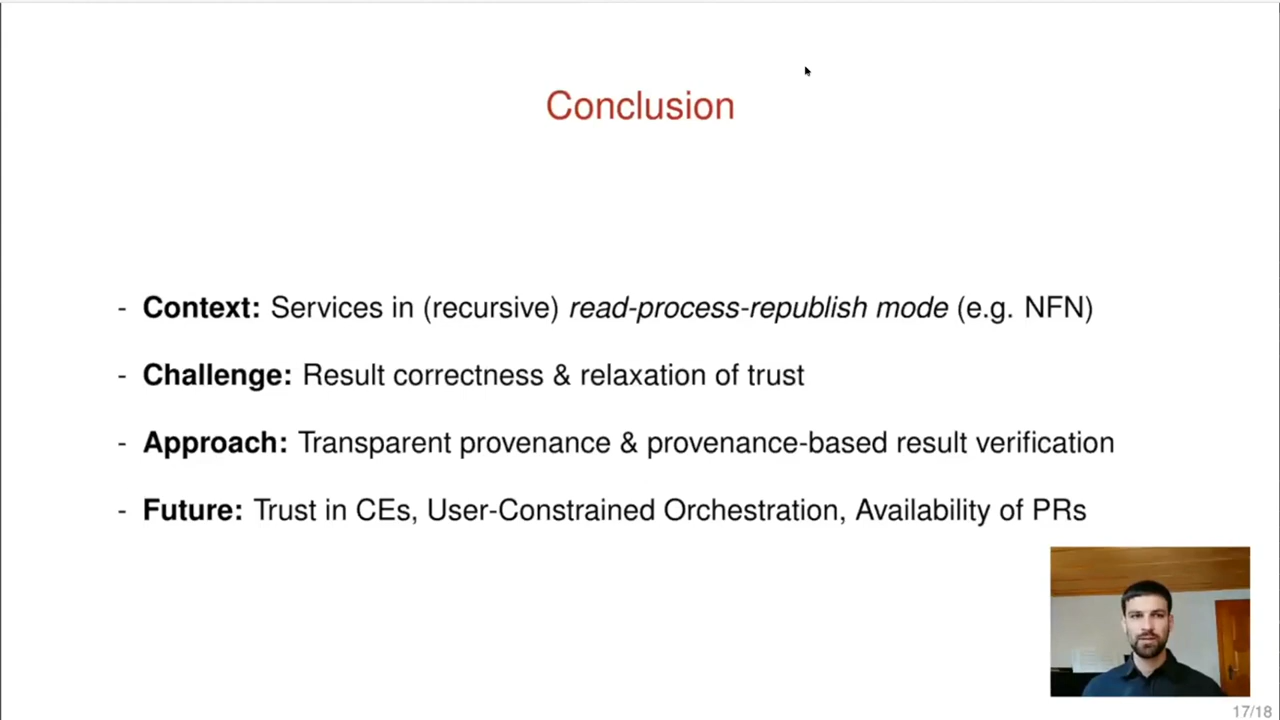 Conclusion
- Context: Services in (recursive) read-process-republish mode (e.g. NFN)
- Challenge: Result correctness & relaxation of trust
- Approach: Transparent provenance & provenance-based result verification
- Future: Trust in CEs, User-Constrained Orchestration, Availability of PRs
17/18